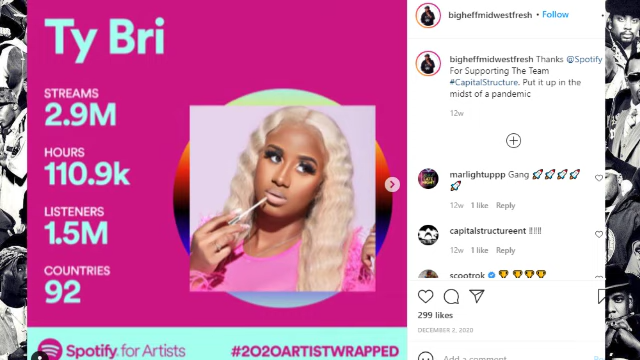 Ty Bri
STREAMS
2.9M
HOURS
110.9k
LISTENERS
1.5M
COUNTRIES
92
Spotify for Artists
#2020ARTISTWRAPPED
bigheffmidwestfresh • Follow
bigheffmidwestfresh Thanks @Spotify
For Supporting The Team
#CapitalStructure. Put it up in the
midst of a pandemic
12w
marlightuppp Gang 🚀🚀🚀🚀
🚀
12w 1 like Reply
capitalstructureent !!!!!
12w 1 like Reply
scootrok 🏆🏆🏆🏆
299 likes
DECEMBER 2, 2020
Add a comment...